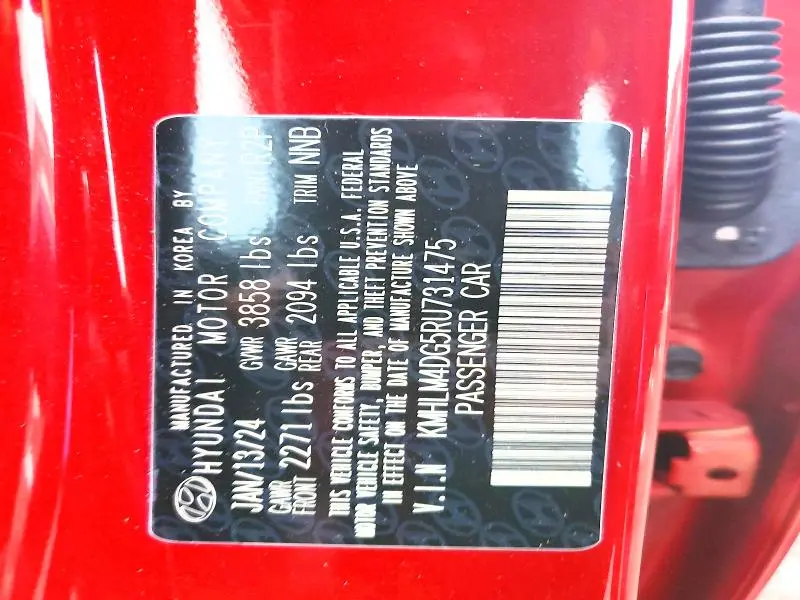 MANUFACTURED IN KOREA BY
HYUNDAI MOTOR COMPANY
JAN/13/24 GVWR 3858 lbs PAINT R2P
GAWR FRONT 2271 lbs GAWR REAR 2094 lbs TRIM NNB
THIS VEHICLE CONFORMS TO ALL APPLICABLE U.S.A. FEDERAL
MOTOR VEHICLE SAFETY, BUMPER, AND THEFT PREVENTION STANDARDS
IN EFFECT ON THE DATE OF MANUFACTURE SHOWN ABOVE
V.I.N KMHLM4DG5RU731475
PASSENGER CAR